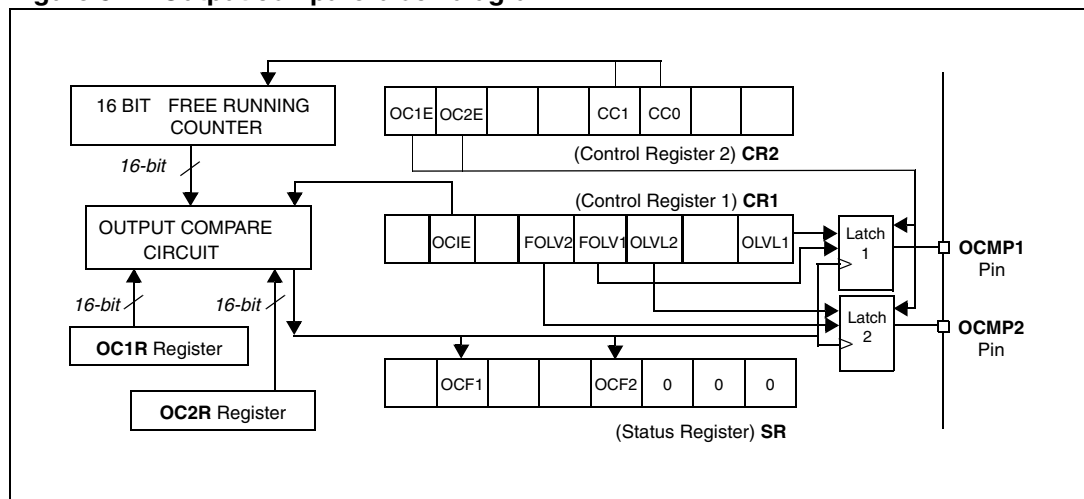 16 BIT FREE RUNNING
COUNTER
OC1E OC2E CC1 CC0
(Control Register 2) CR2
16-bit
(Control Register 1) CR1
OUTPUT COMPARE
CIRCUIT
OCIE FOLV2 FOLV1 OLVL2 OLVL1
Latch
1
OCMP1
Pin
16-bit 16-bit
Latch
2
OCMP2
Pin
OC1R Register
OCF1 OCF2 0 0 0
OC2R Register
(Status Register) SR